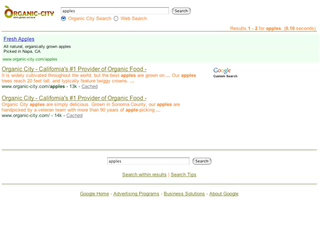 ORGANIC-CITY
apples
Search
Organic-City Search
Web Search
Results 1 - 2 for apples. (0.10 seconds)
Fresh Apples
All natural, organically grown apples
Picked in Napa, CA
www.organic-city.com/apples
Organic City - California's #1 Provider of Organic Food -
It is widely cultivated throughout the world, but the best apples are grown on ... Our apples
trees reach 20 feet tall, and typically feature twiggy crowns. ...
www.organic-city.com/apples - 13k - Cached
Google
Custom Search
Organic City - California's #1 Provider of Organic Food -
Organic City apples are simply delicious. Grown in Sonoma County, our apples are
handpicked by a veteran team with more than 90 years of apple picking ...
www.organic-city.com/ - 14k - Cached
apples
Search
Search within results | Search Tips
Google Home - Advertising Programs - Business Solutions - About Google